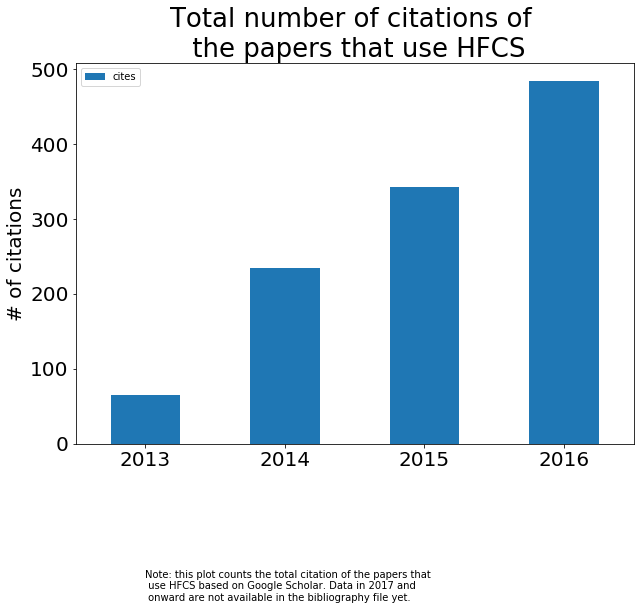 Total number of citations of
the papers that use HFCS
500
cites
400
300
200
100
0
# of citations
2013 2014 2015 2016
Note: this plot counts the total citation of the papers that
use HFCS based on Google Scholar. Data in 2017 and
onward are not available in the bibliography file yet.